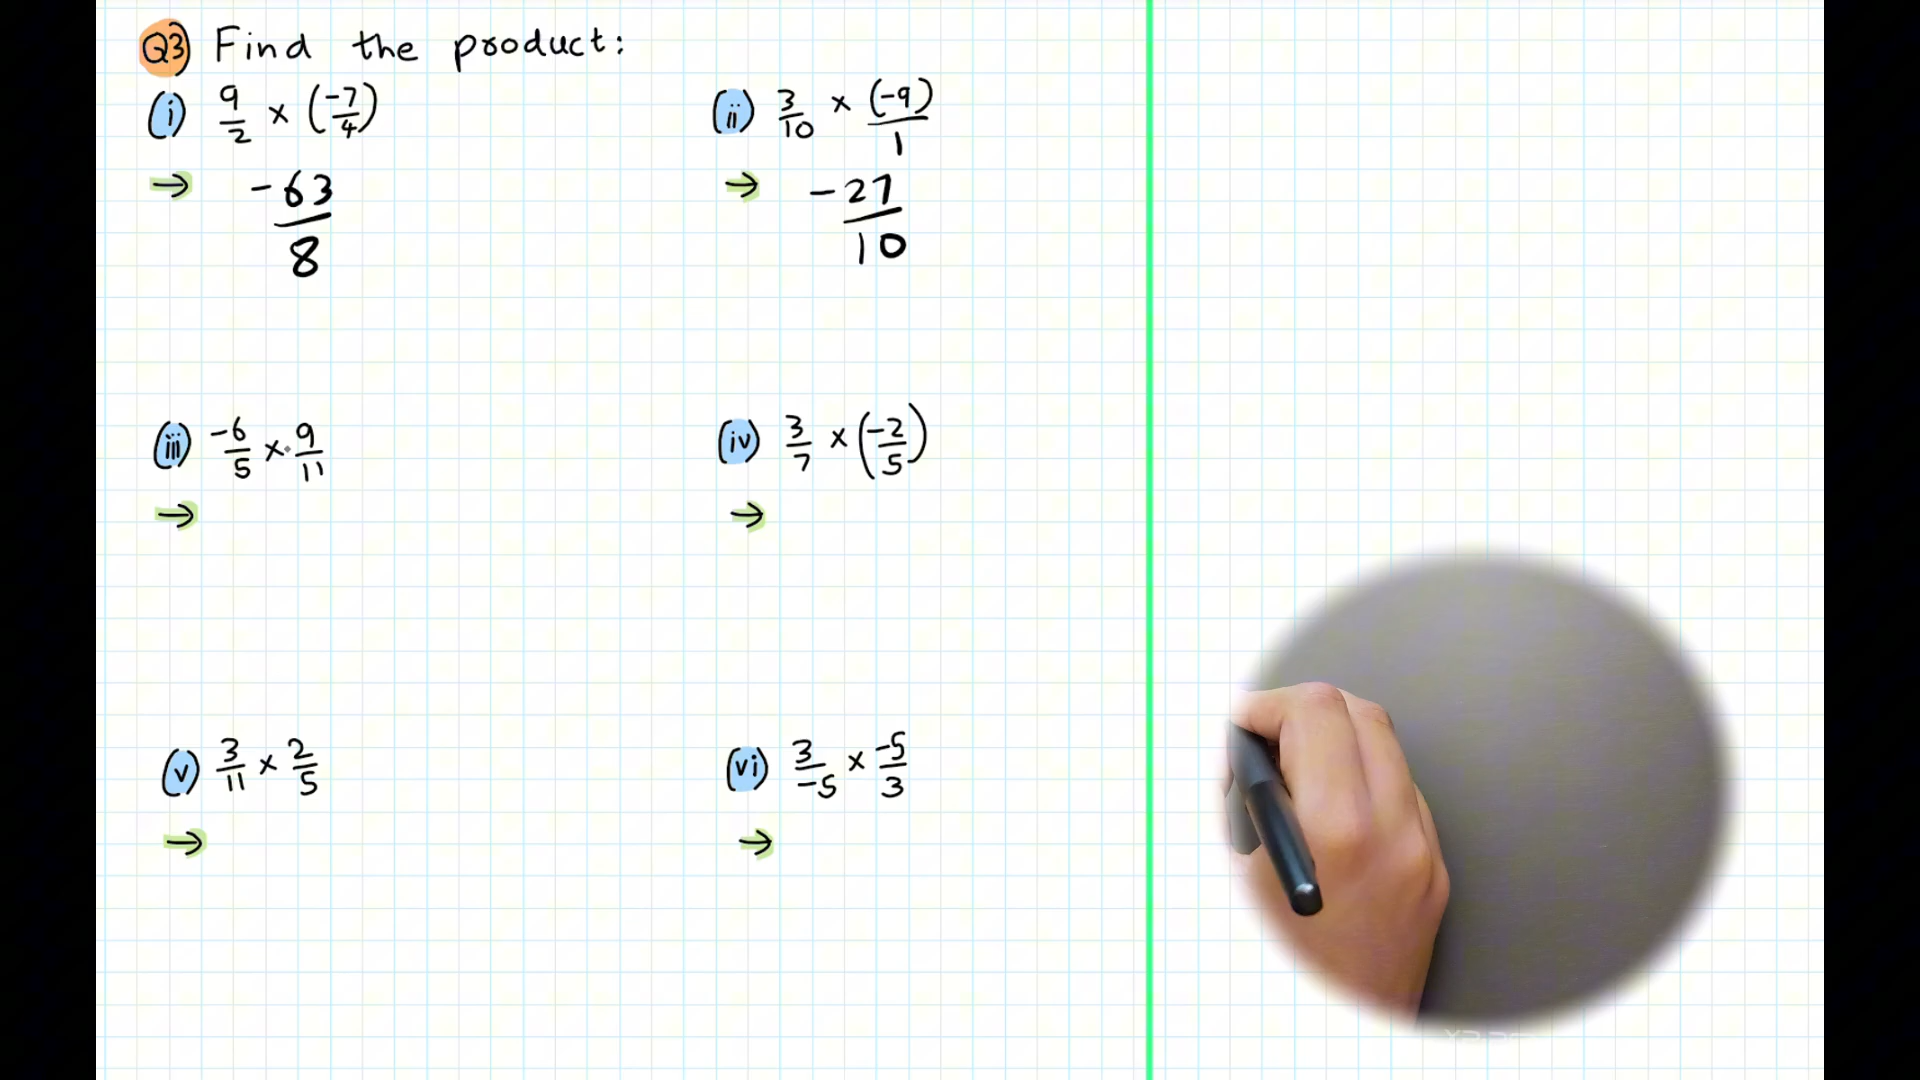 Q3) Find the product:
(i) 9/2 × (-7/4)
(ii) 3/10 × (-9)/1
→ -63/8
→ -27/10
(iii) -6/5 × 9/11
(iv) 3/7 × (-2/5)
→
→
(v) 3/11 × 2/5
(vi) 3/-5 × -5/3
→
→